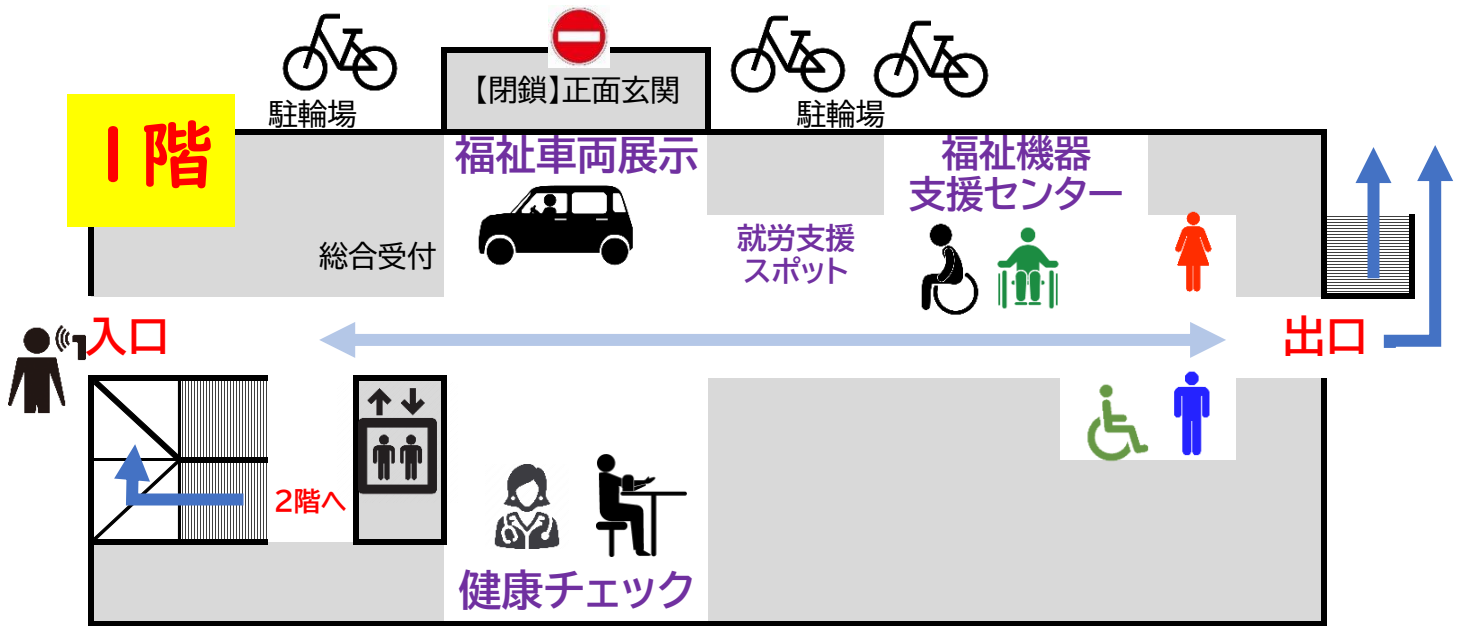 【閉鎖】正面玄関
駐輪場
駐輪場
1階
福祉車両展示
福祉機器
支援センター
総合受付
就労支援
スポット
入口
出口
2階へ
健康チェック